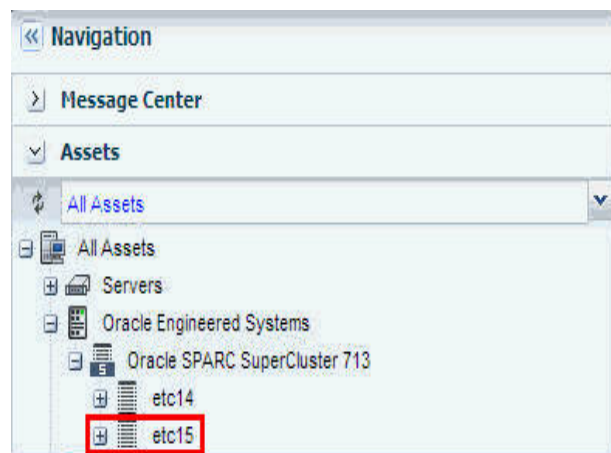 Navigation
Message Center
Assets
All Assets
All Assets
Servers
Oracle Engineered Systems
Oracle SPARC SuperCluster 713
etc14
etc15